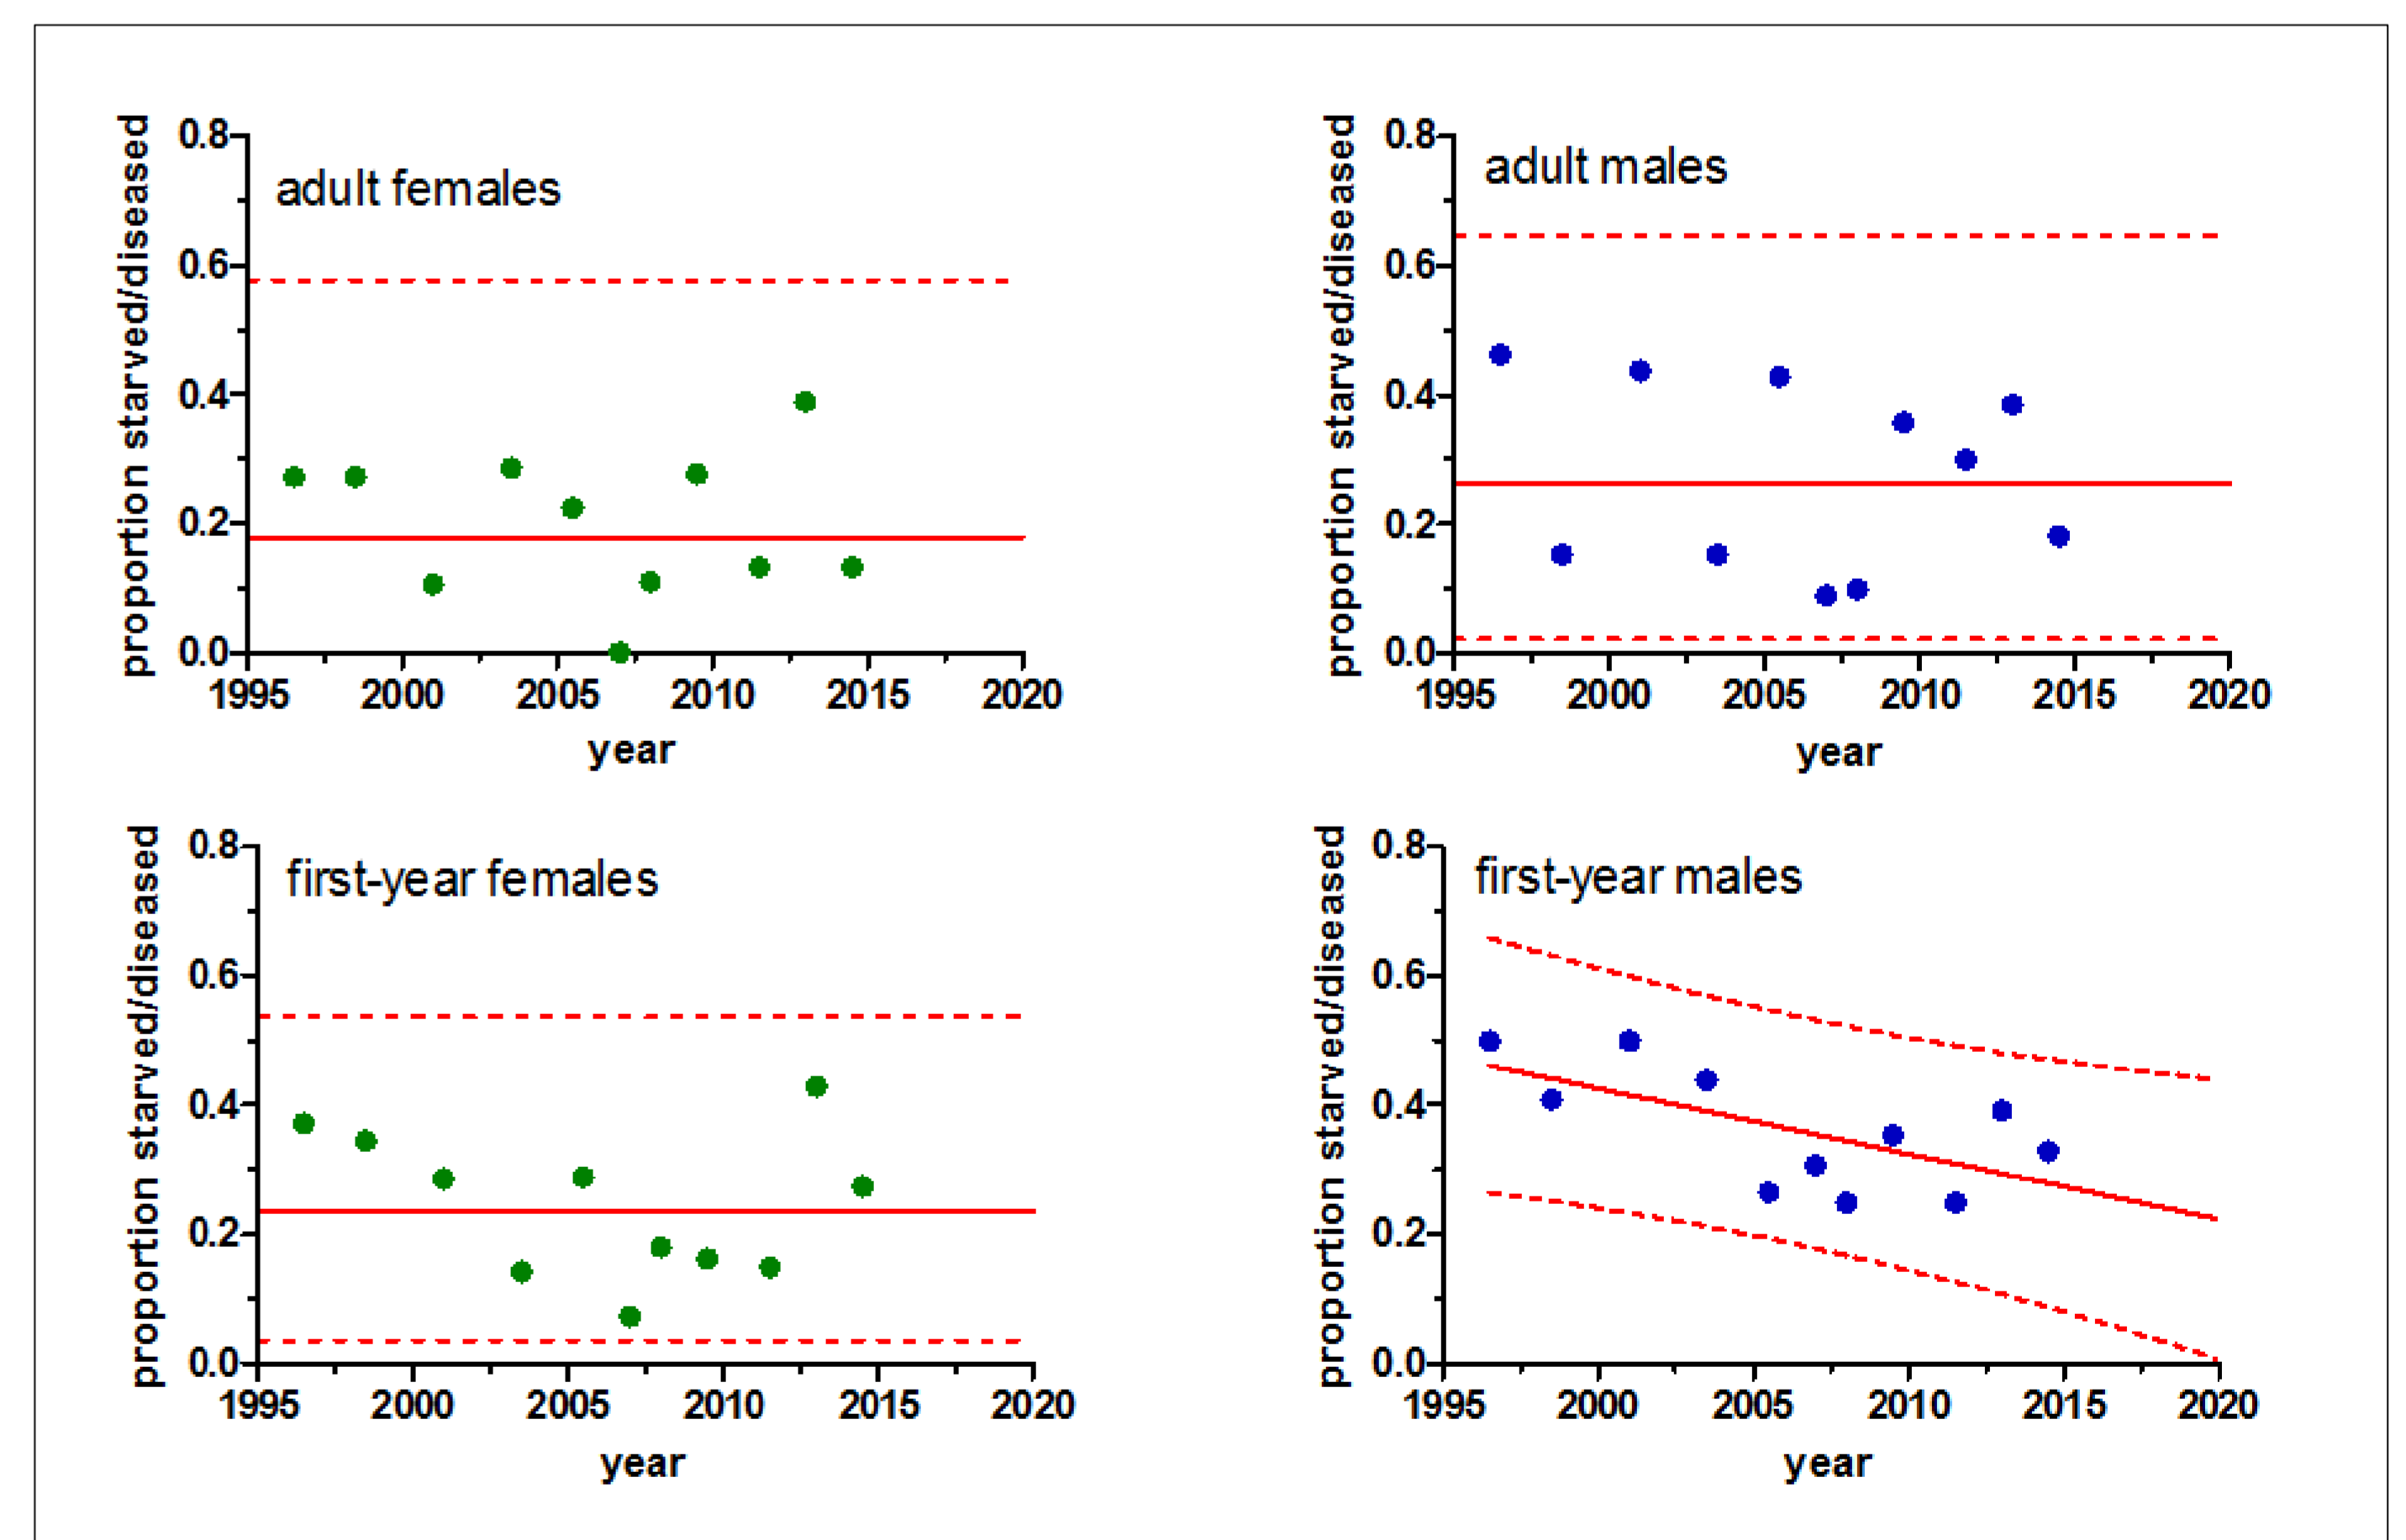 adult females
proportion starved/diseased
0.8
0.6
0.4
0.2
0.0
1995 2000 2005 2010 2015 2020
year
adult males
proportion starved/diseased
0.8
0.6
0.4
0.2
0.0
1995 2000 2005 2010 2015 2020
year
first-year females
proportion starved/diseased
0.8
0.6
0.4
0.2
0.0
1995 2000 2005 2010 2015 2020
year
first-year males
proportion starved/diseased
0.8
0.6
0.4
0.2
0.0
1995 2000 2005 2010 2015 2020
year